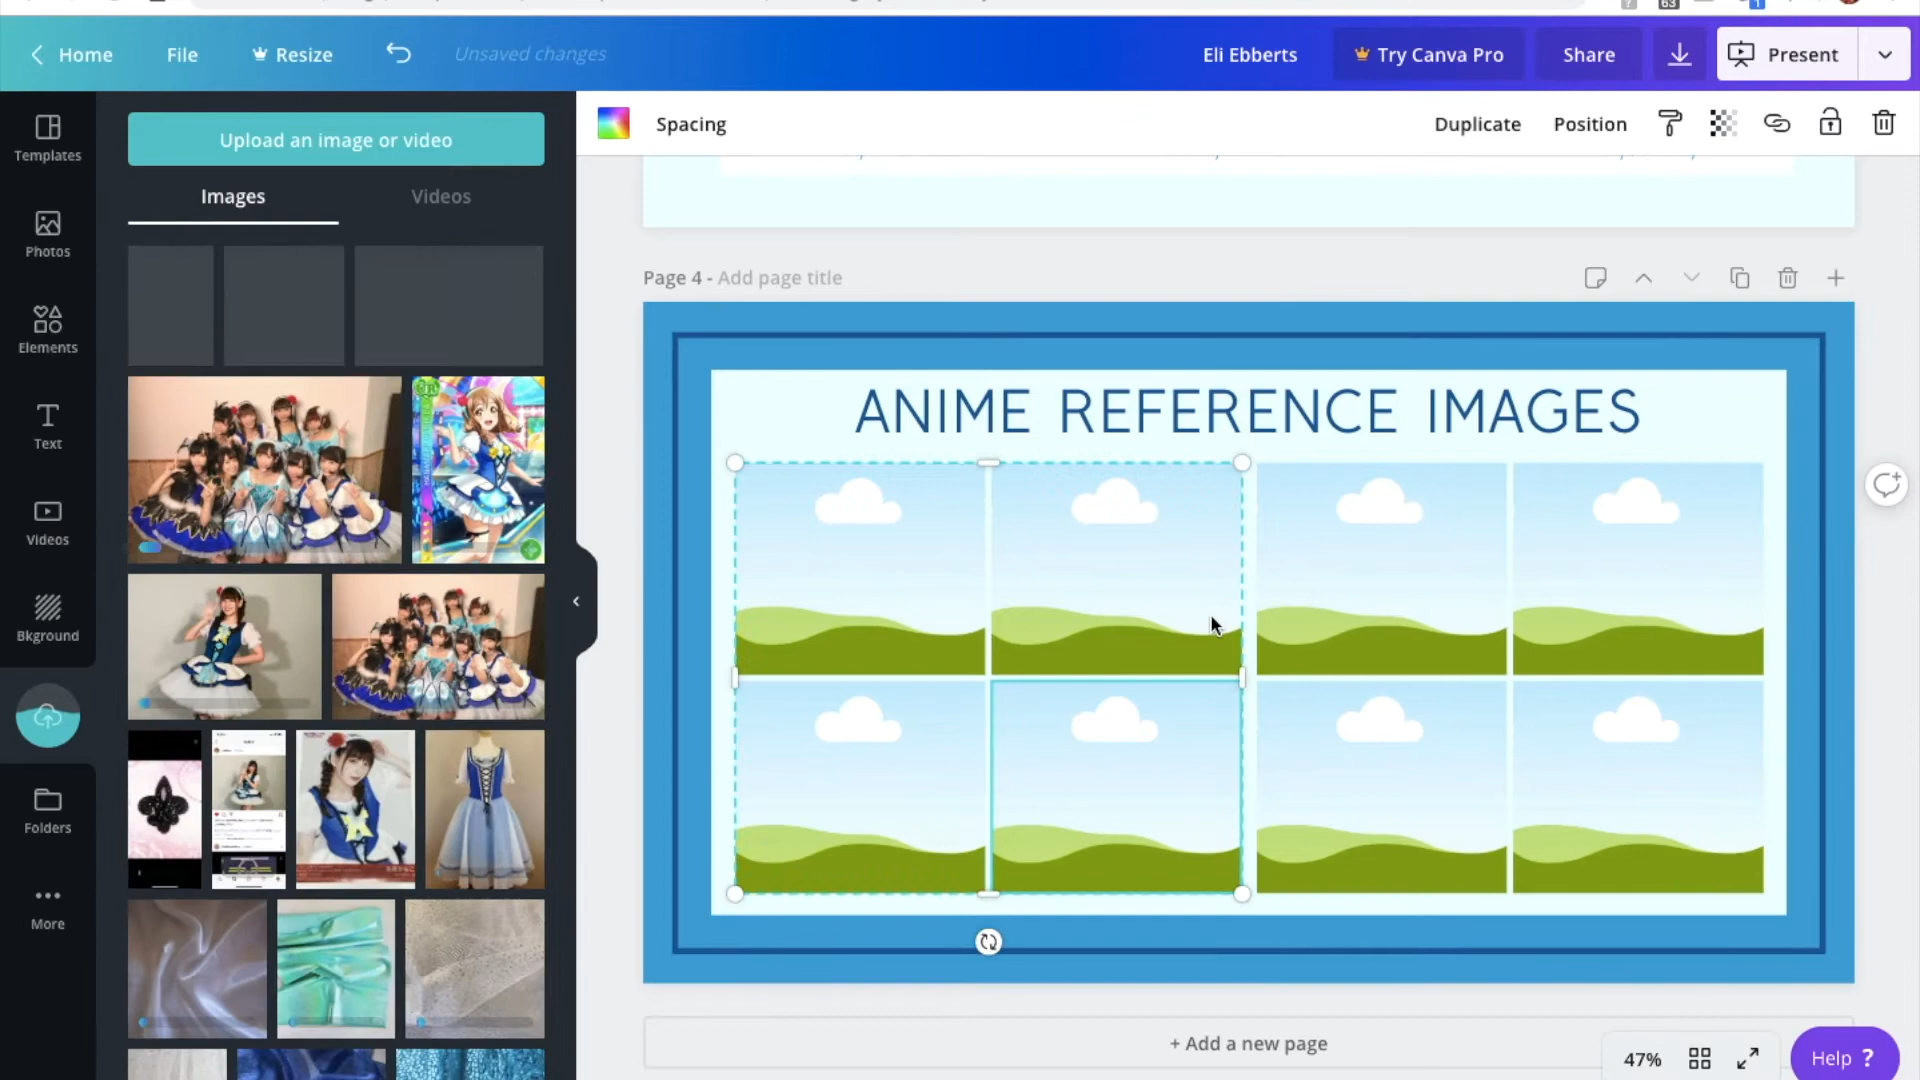 Home File Resize Unsaved changes Eli Ebberts Try Canva Pro Share Present
Templates
Photos
Elements
Text
Videos
Bkground
Folders
More
Upload an image or video
Images Videos
Spacing Duplicate Position
Page 4 - Add page title
ANIME REFERENCE IMAGES
+ Add a new page
47% Help ?
63
1